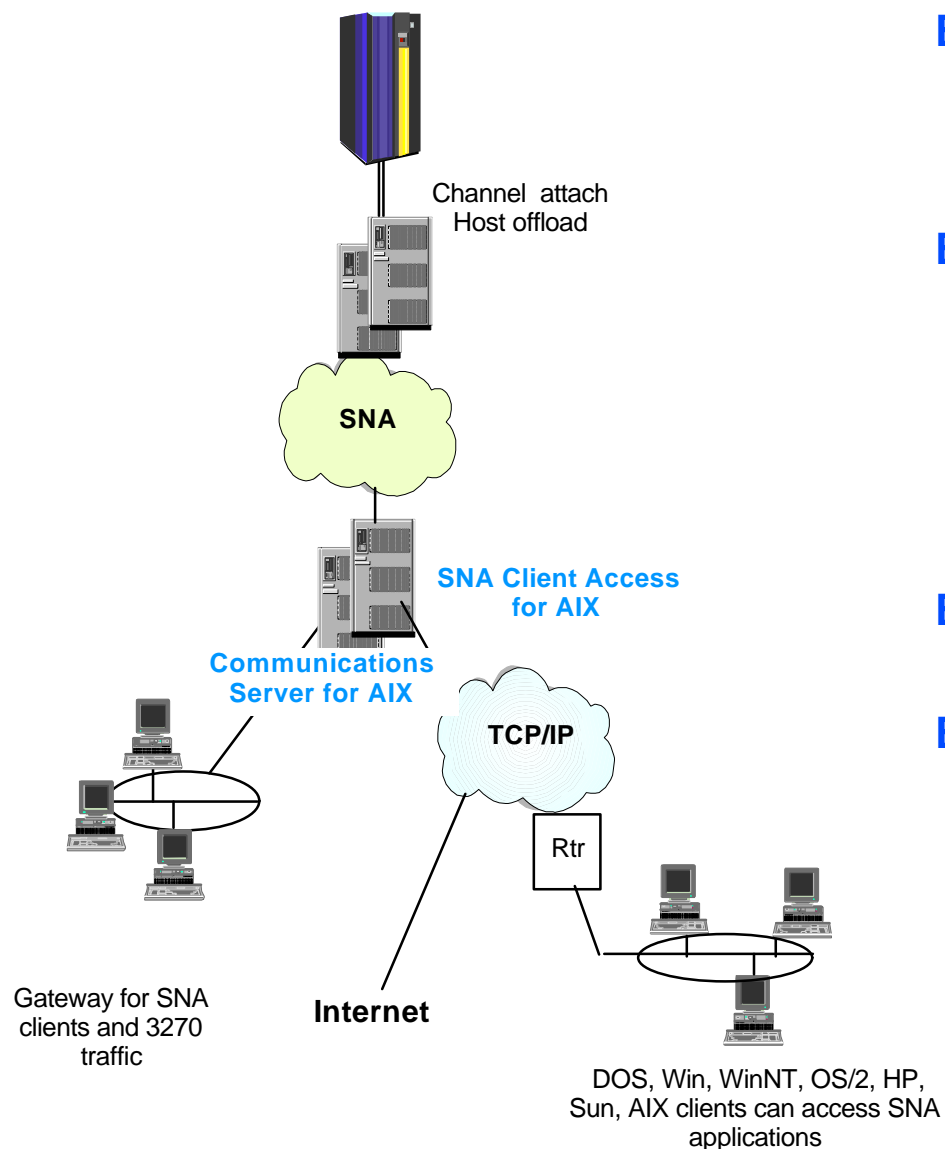 Channel attach
Host offload
SNA
SNA Client Access
for AIX
Communications
Server for AIX
TCP/IP
Rtr
Internet
Gateway for SNA
clients and 3270
traffic
DOS, Win, WinNT, OS/2, HP,
Sun, AIX clients can access SNA
applications